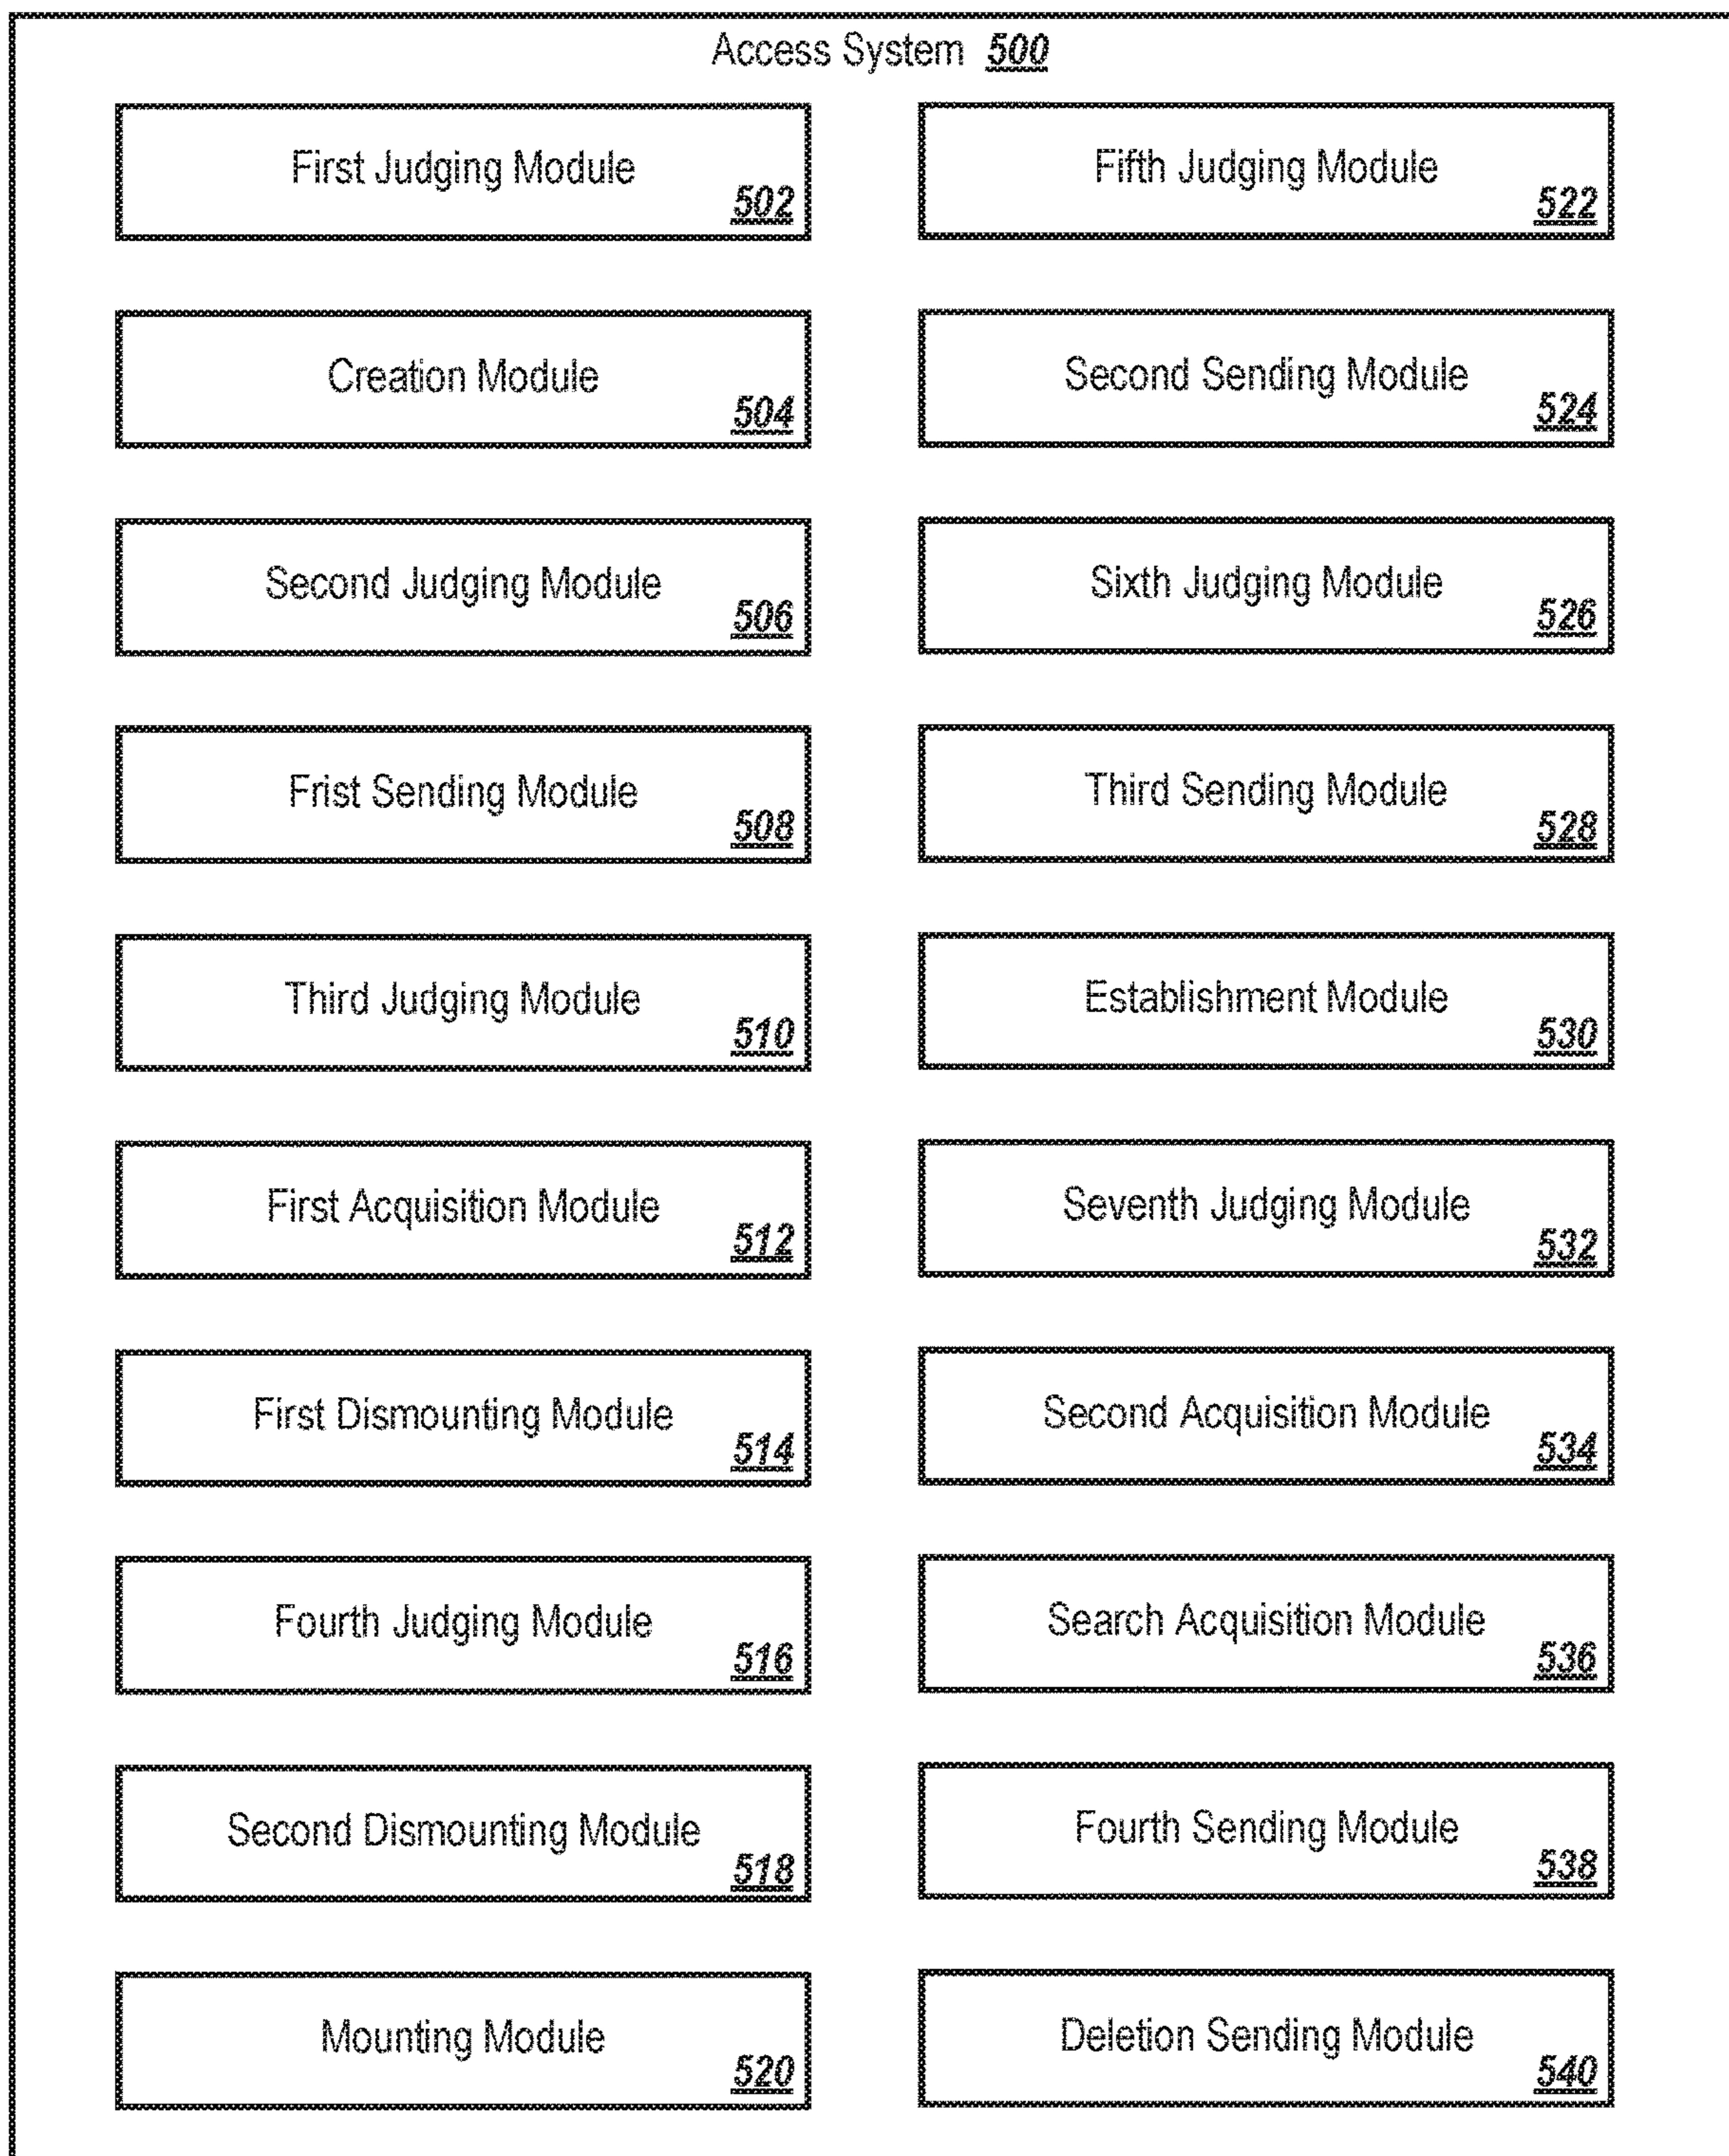 Access System 500
First Judging Module
502
Creation Module
504
Second Judging Module
506
Frist Sending Module
508
Third Judging Module
510
First Acquisition Module
512
First Dismounting Module
514
Fourth Judging Module
516
Second Dismounting Module
518
Mounting Module
520
Fifth Judging Module
522
Second Sending Module
524
Sixth Judging Module
526
Third Sending Module
528
Establishment Module
530
Seventh Judging Module
532
Second Acquisition Module
534
Search Acquisition Module
536
Fourth Sending Module
538
Deletion Sending Module
540